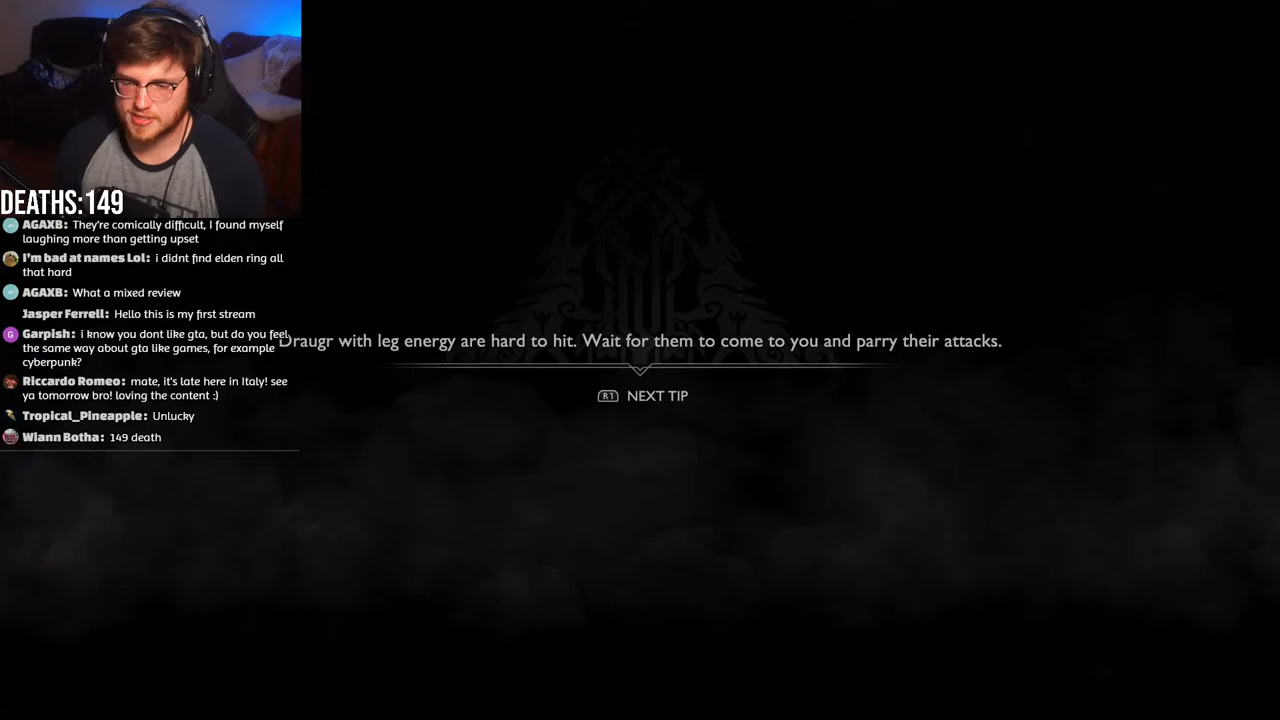 DEATHS:149
AGAXB: They're comically difficult, I found myself
laughing more than getting upset
I'm bad at names Lol: i didnt find elden ring all
that hard
AGAXB: What a mixed review
Jasper Ferrell: Hello this is my first stream
G Garpish: i know you dont like gta, but do you feel
the same way about gta like games, for example
cyberpunk?
Riccardo Romeo: mate, it's late here in Italy! see
ya tomorrow bro! loving the content :)
Tropical_Pineapple: Unlucky
Wiann Botha: 149 death
Draugr with leg energy are hard to hit. Wait for them to come to you and parry their attacks.
R1 NEXT TIP